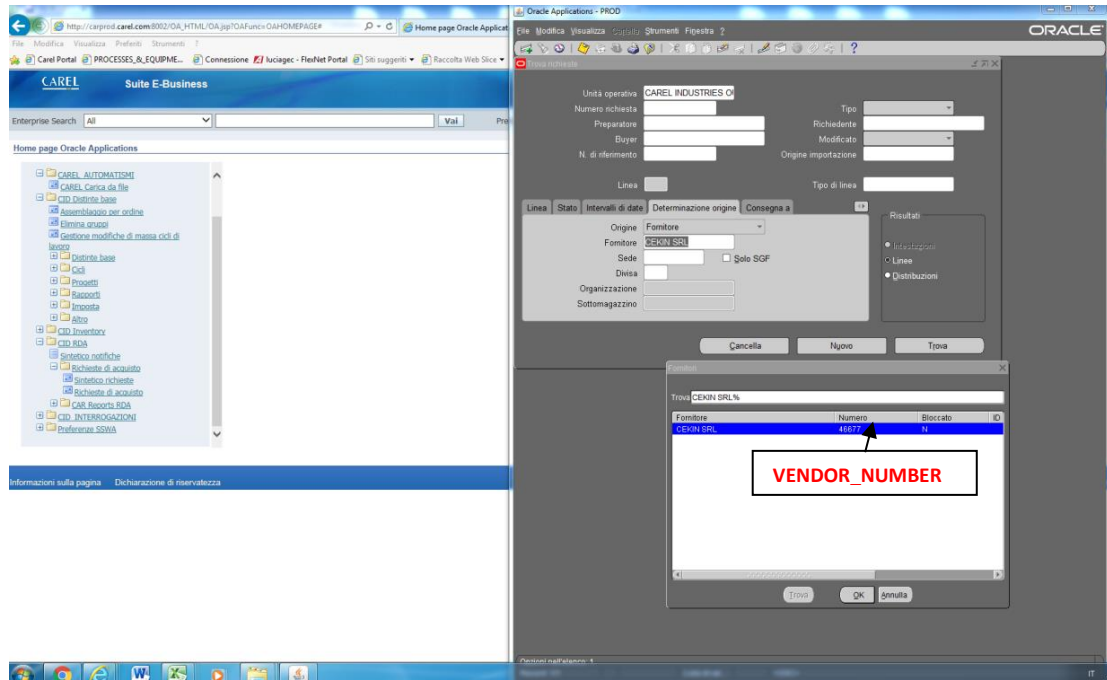 http://carprod.carel.com:8002/OA_HTML/OA.jsp?OAFunc=OAHOMEPAGE#
Home page Oracle Applicat
File Modifica Visualizza Preferiti Strumenti ?
Carel Portal PROCESSES_&_EQUIPME... Connessione luciagec - FlexNet Portal Siti suggeriti Raccolta Web Slice
CAREL Suite E-Business
Enterprise Search All Vai Pre
Home page Oracle Applications
CAREL AUTOMATISMI
CAREL Carica da file
CID Distinte base
Assemblaggio per ordine
Elimina gruppi
Gestione modifiche di massa cicli di
lavoro
Distinte base
Cicli
Progetti
Rapporti
Imposta
Altro
CID Inventory
CID RDA
Sintetico notifiche
Richieste di acquisto
Sintetico richieste
Richieste di acquisto
CAR Reports RDA
CID INTERROGAZIONI
Preferenze SSWA
Informazioni sulla pagina Dichiarazione di riservatezza
Oracle Applications - PROD
File Modifica Visualizza Cartella Strumenti Finestra ?
ORACLE
Trova richieste
Unità operativa CAREL INDUSTRIES O
Numero richiesta Tipo
Preparatore Richiedente
Buyer Modificato
N. di riferimento Origine importazione
Linea Tipo di linea
Linea Stato Intervalli di date Determinazione origine Consegna a
Risultati
Origine Fornitore
Fornitore CEKIN SRL
Intestazioni
Sede Solo SGF
Linee
Divisa
Distribuzioni
Organizzazione
Sottomagazzino
Cancella Nuovo Trova
Fornitori
Trova CEKIN SRL%
Fornitore Numero Bloccato ID
CEKIN SRL 46677 N
VENDOR_NUMBER
Trova OK Annulla
Opzioni nell'elenco: 1
IT